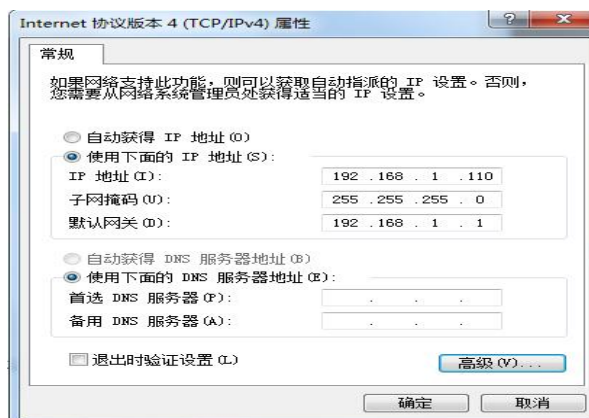 Internet 协议版本 4 (TCP/IPv4) 属性
常规
如果网络支持此功能，则可以获取自动指派的 IP 设置。否则，
您需要从网络系统管理员处获得适当的 IP 设置。
自动获得 IP 地址(O)
使用下面的 IP 地址(S):
IP 地址(I): 192 .168 . 1 .110
子网掩码(U): 255 .255 .255 . 0
默认网关(D): 192 .168 . 1 . 1
自动获得 DNS 服务器地址(B)
使用下面的 DNS 服务器地址(E):
首选 DNS 服务器(P): . . .
备用 DNS 服务器(A): . . .
退出时验证设置(L)
高级(V)...
确定 取消